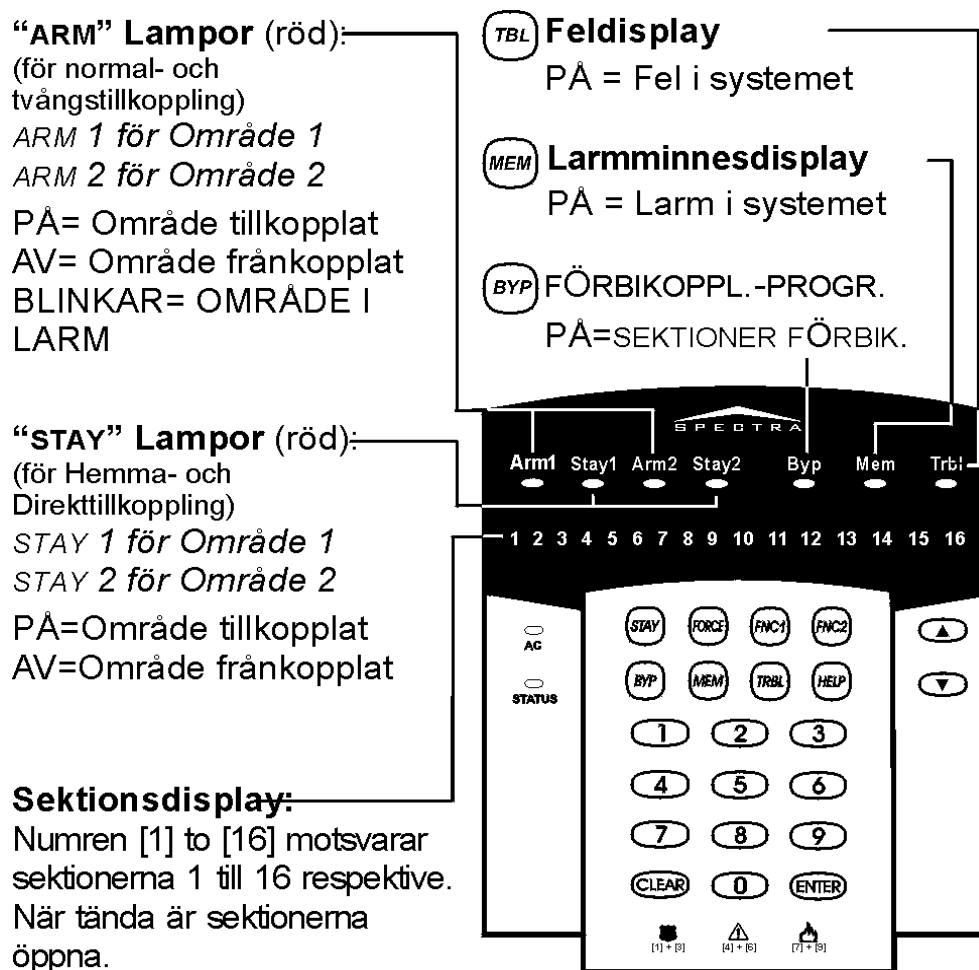 “ARM” Lampor (röd):
(för normal- och
tvångstillkoppling)
ARM 1 för Område 1
ARM 2 för Område 2
PÅ= Område tillkopplat
AV= Område frånkopplat
BLINKAR= OMRÅDE I
LARM
“STAY” Lampor (röd):
(för Hemma- och
Direkttillkoppling)
STAY 1 för Område 1
STAY 2 för Område 2
PÅ=Område tillkopplat
AV=Område frånkopplat
Sektionsdisplay:
Numren [1] to [16] motsvarar
sektionerna 1 till 16 respektive.
När tända är sektionerna
öppna.
TBL Feldisplay
PÅ = Fel i systemet
MEM Larmminnesdisplay
PÅ = Larm i systemet
BYP FÖRBIKOPPL.-PROGR.
PÅ=SEKTIONER FÖRBIK.
SPECTRA
Arm1 Stay1 Arm2 Stay2 Byp Mem Trbl
1 2 3 4 5 6 7 8 9 10 11 12 13 14 15 16
AC
STATUS
STAY FORCE FNC1 FNC2
BYP MEM TRBL HELP
1 2 3
4 5 6
7 8 9
CLEAR 0 ENTER
[1] + [3] [4] + [6] [7] + [9]